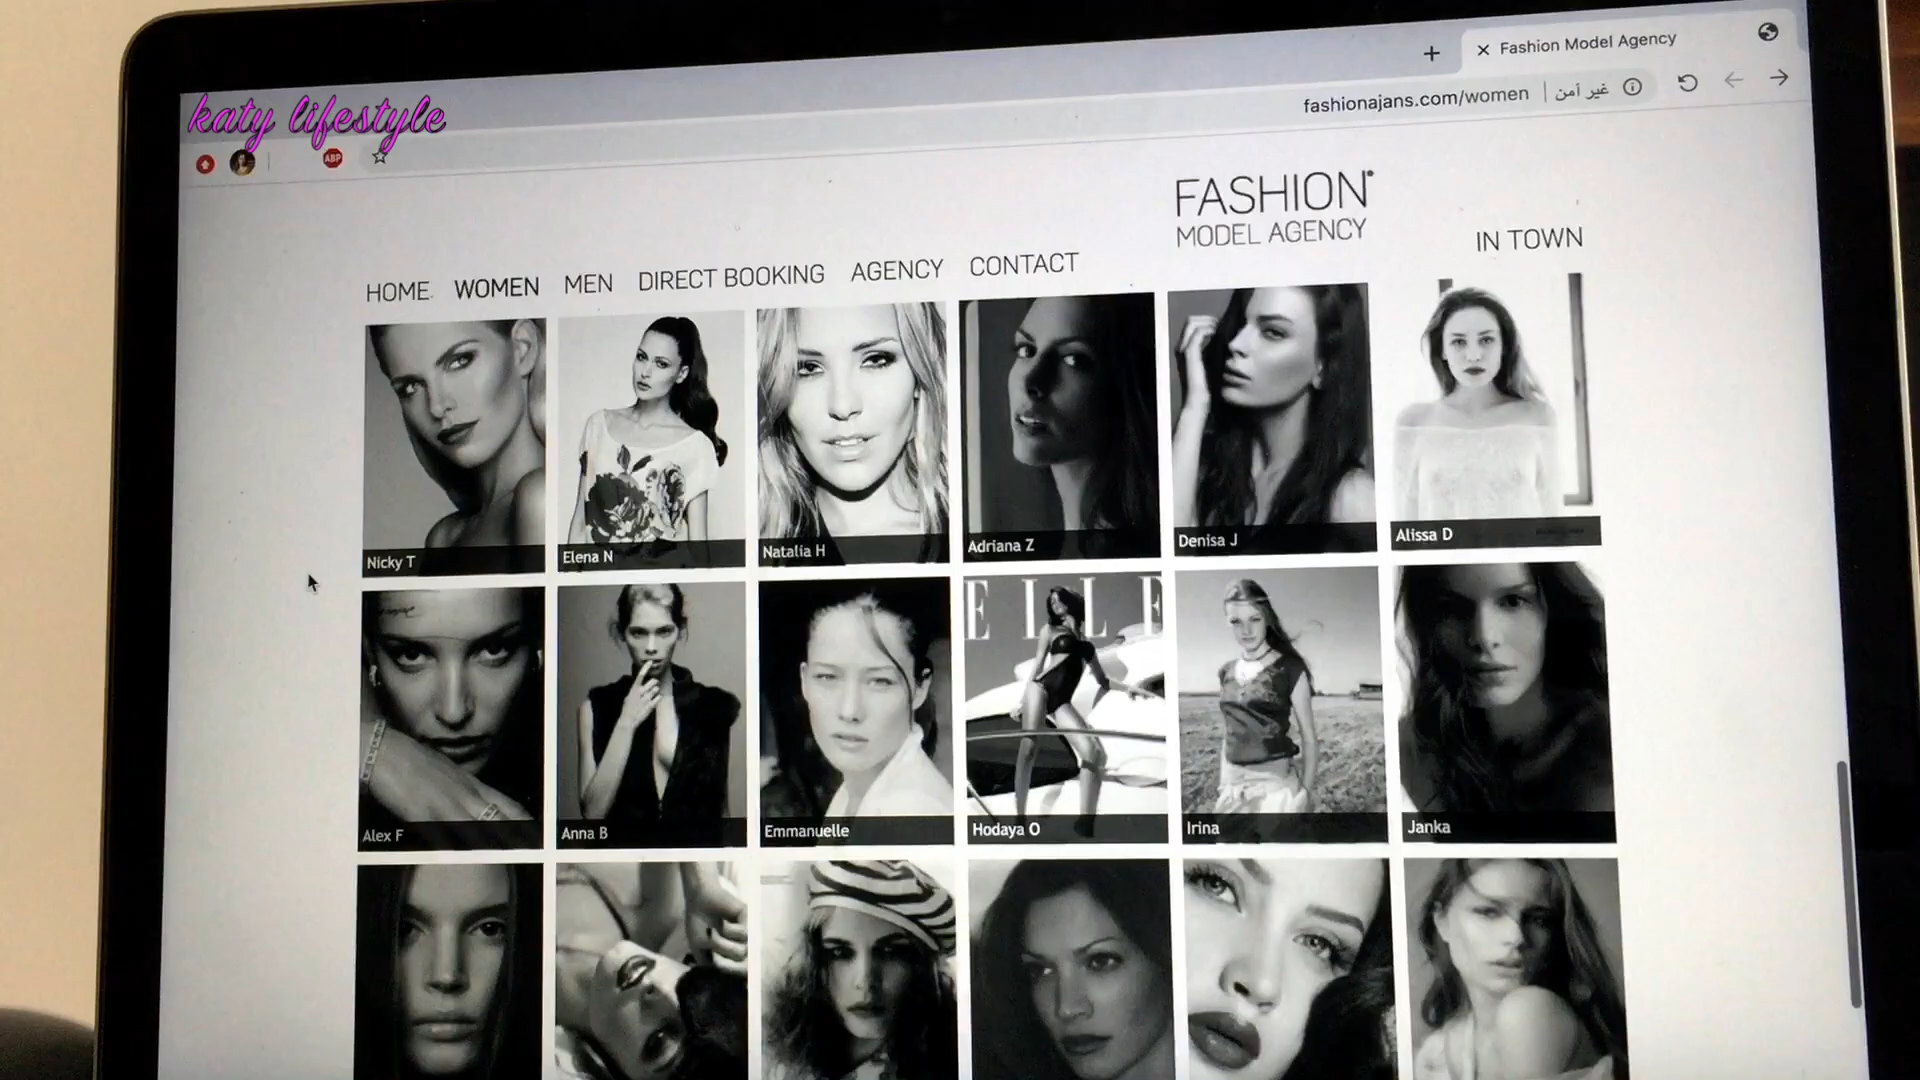 katy lifestyle
Fashion Model Agency
fashionajans.com/women
غير آمن
ABP
FASHION
MODEL AGENCY
IN TOWN
HOME WOMEN MEN DIRECT BOOKING AGENCY CONTACT
Nicky T
Elena N
Natalia H
Adriana Z
Denisa J
Alissa D
ELLE
Alex F
Anna B
Emmanuelle
Hodaya O
Irina
Janka